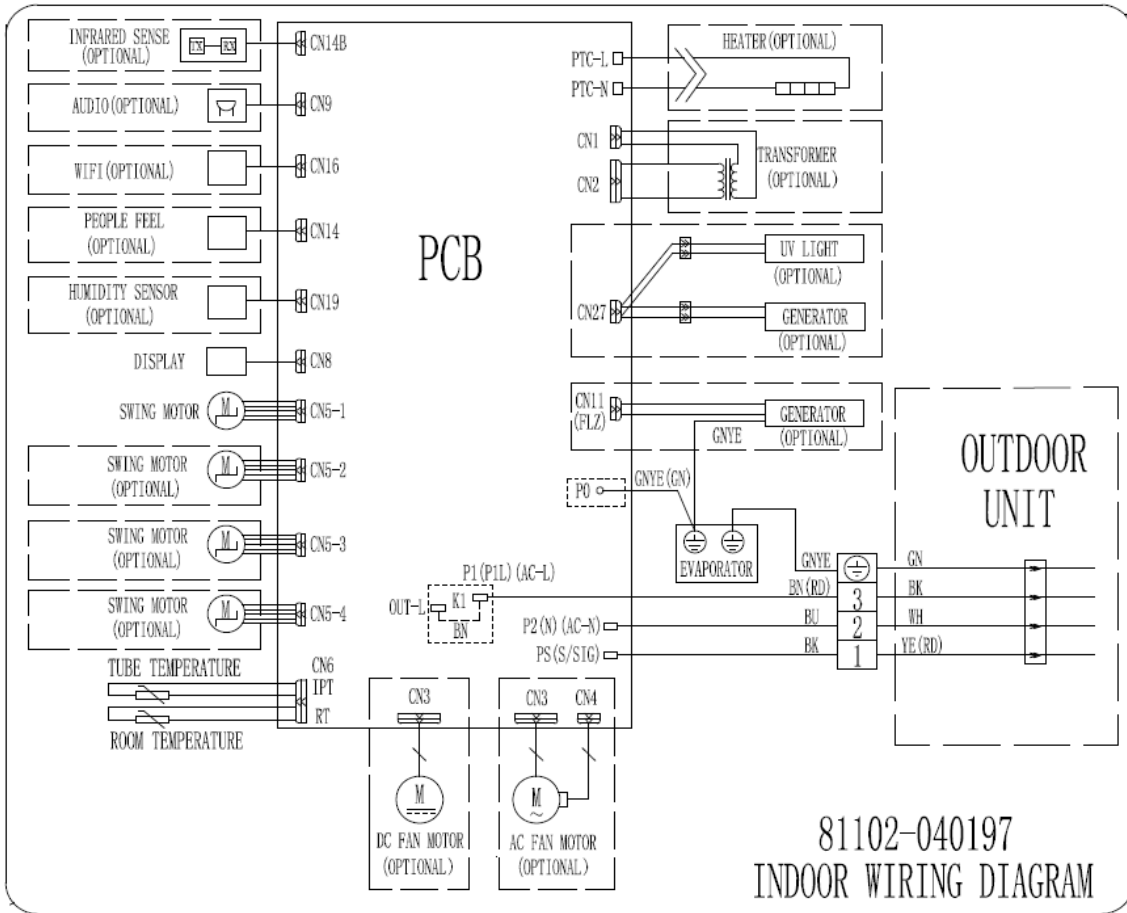 INFRARED SENSE
(OPTIONAL)
TX
RX
CN14B
AUDIO(OPTIONAL)
CN9
WIFI(OPTIONAL)
CN16
PEOPLE FEEL
(OPTIONAL)
CN14
HUMIDITY SENSOR
(OPTIONAL)
CN19
DISPLAY
CN8
SWING MOTOR
M
CN5-1
SWING MOTOR
(OPTIONAL)
M
CN5-2
SWING MOTOR
(OPTIONAL)
M
CN5-3
SWING MOTOR
(OPTIONAL)
M
CN5-4
TUBE TEMPERATURE
CN6
IPT
RT
ROOM TEMPERATURE
PCB
PTC-L
PTC-N
HEATER(OPTIONAL)
CN1
CN2
TRANSFORMER
(OPTIONAL)
CN27
UV LIGHT
(OPTIONAL)
GENERATOR
(OPTIONAL)
CN11
(FLZ)
GENERATOR
(OPTIONAL)
GNYE
P0
GNYE(GN)
EVAPORATOR
P1(P1L)(AC-L)
OUT-L
K1
BN
P2(N)(AC-N)
PS(S/SIG)
GNYE
GN
BN(RD)
3
BK
BU
2
WH
BK
1
YE(RD)
OUTDOOR
UNIT
CN3
M
DC FAN MOTOR
(OPTIONAL)
CN3
CN4
M
~
AC FAN MOTOR
(OPTIONAL)
81102-040197
INDOOR WIRING DIAGRAM